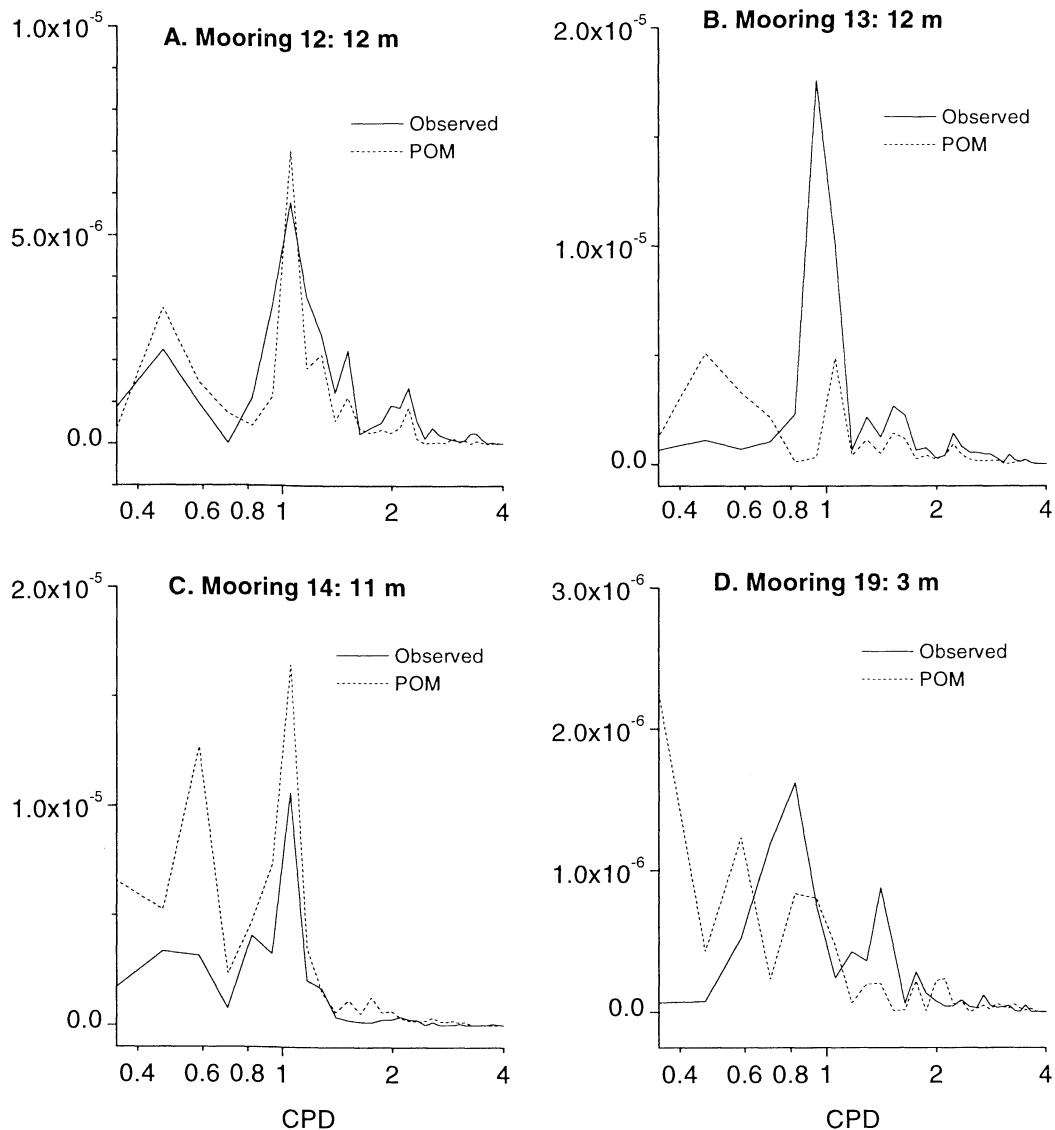 A. Mooring 12: 12 m
1.0x10-5
5.0x10-6
0.0
Observed
POM
0.4 0.6 0.8 1 2 4
B. Mooring 13: 12 m
2.0x10-5
1.0x10-5
0.0
Observed
POM
0.4 0.6 0.8 1 2 4
C. Mooring 14: 11 m
2.0x10-5
1.0x10-5
0.0
Observed
POM
0.4 0.6 0.8 1 2 4
CPD
D. Mooring 19: 3 m
3.0x10-6
2.0x10-6
1.0x10-6
0.0
Observed
POM
0.4 0.6 0.8 1 2 4
CPD